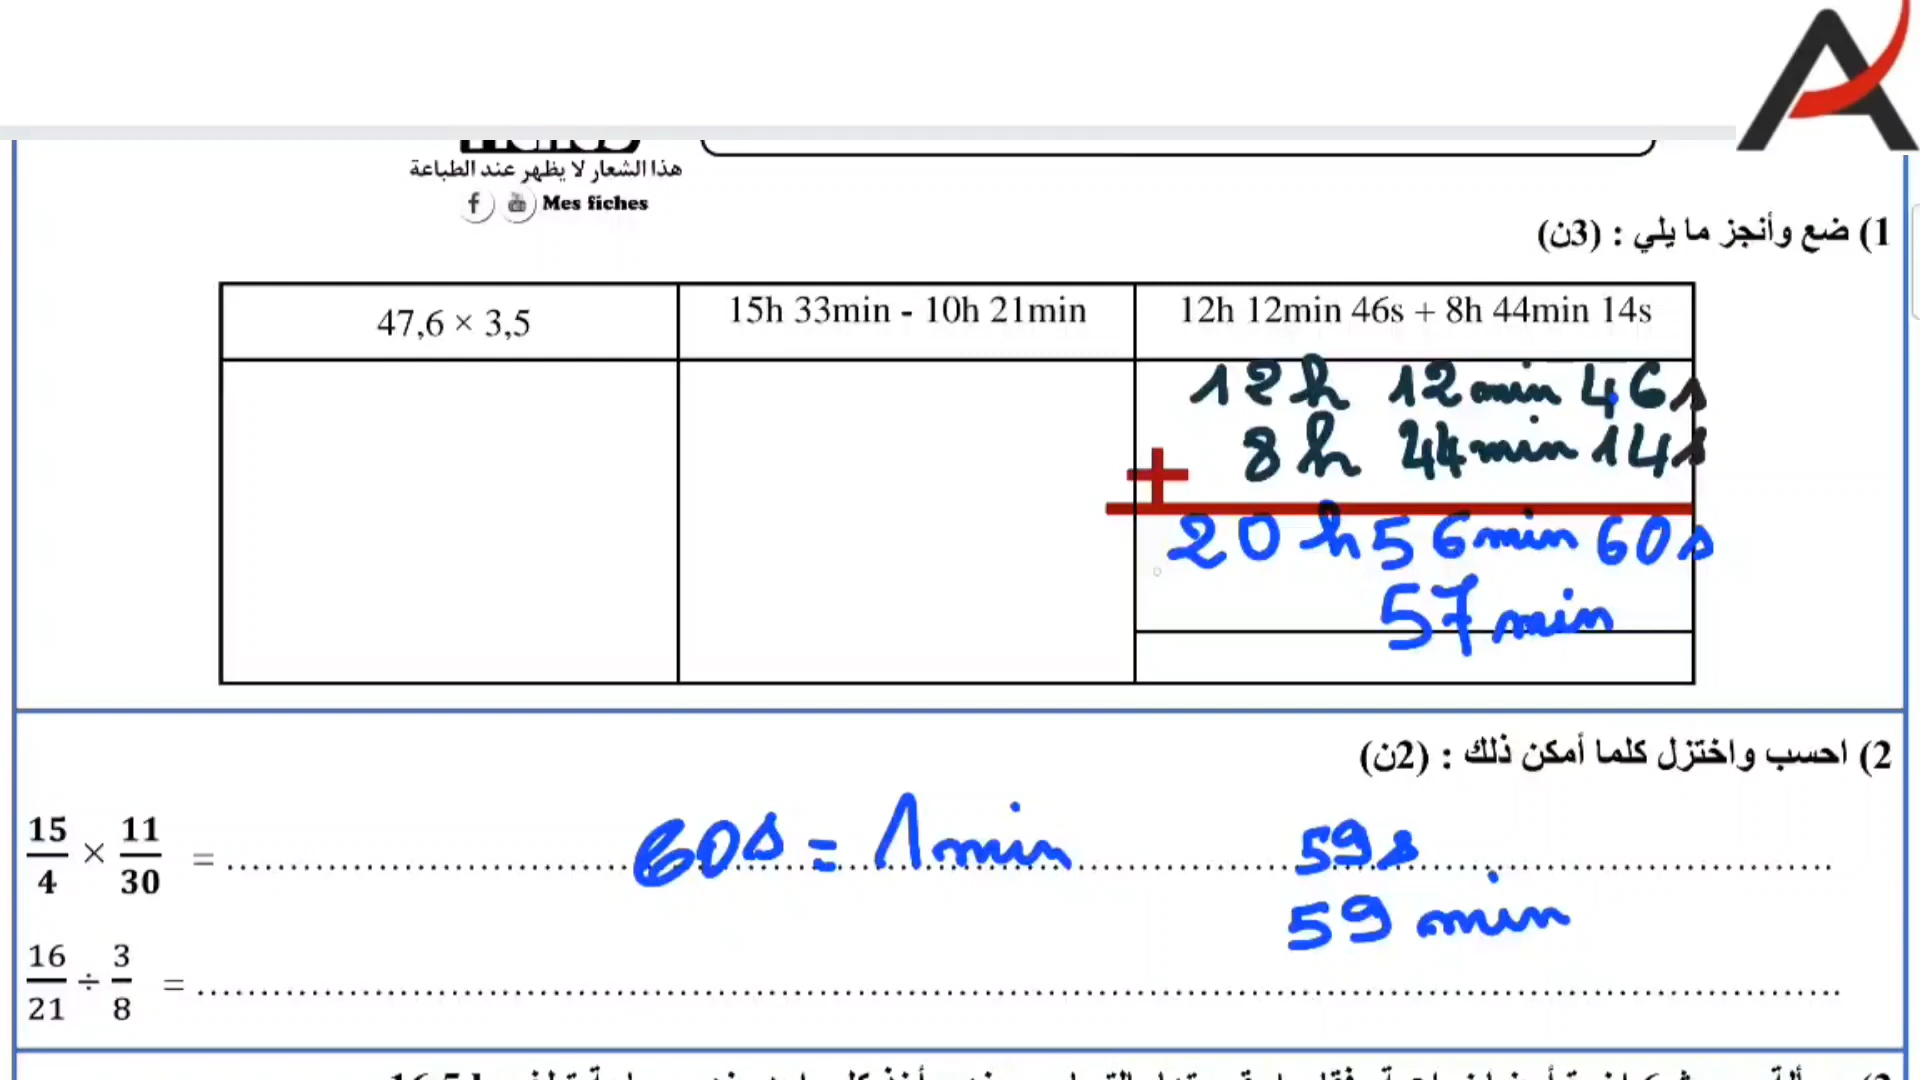 هذا الشعار لا يظهر عند الطباعة
Mes fiches
1) ضع وأنجز ما يلي : (3ن)
47,6 × 3,5
15h 33min - 10h 21min
12h 12min 46s + 8h 44min 14s
12h 12min 46s
8h 44min 14s
+
20h 56min 60s
57min
2) احسب واختزل كلما أمكن ذلك : (2ن)
15/4 × 11/30 = ........
60s = 1min
59s
59min
16/21 ÷ 3/8 = ........